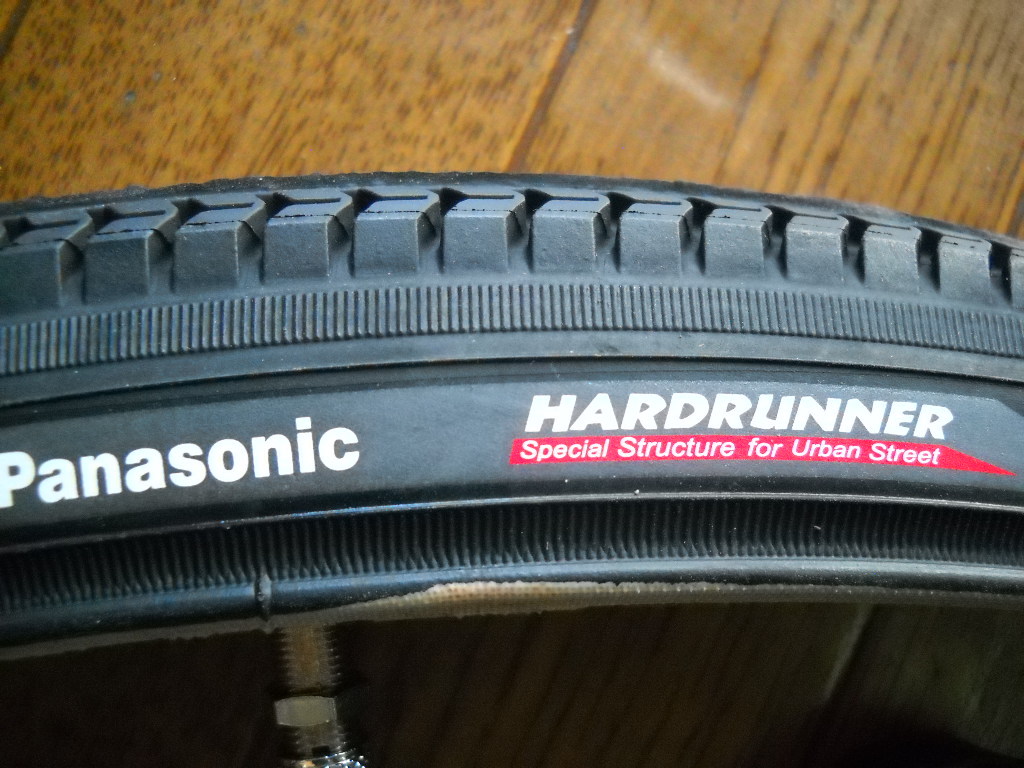 Panasonic
HARDRUNNER
Special Structure for Urban Street